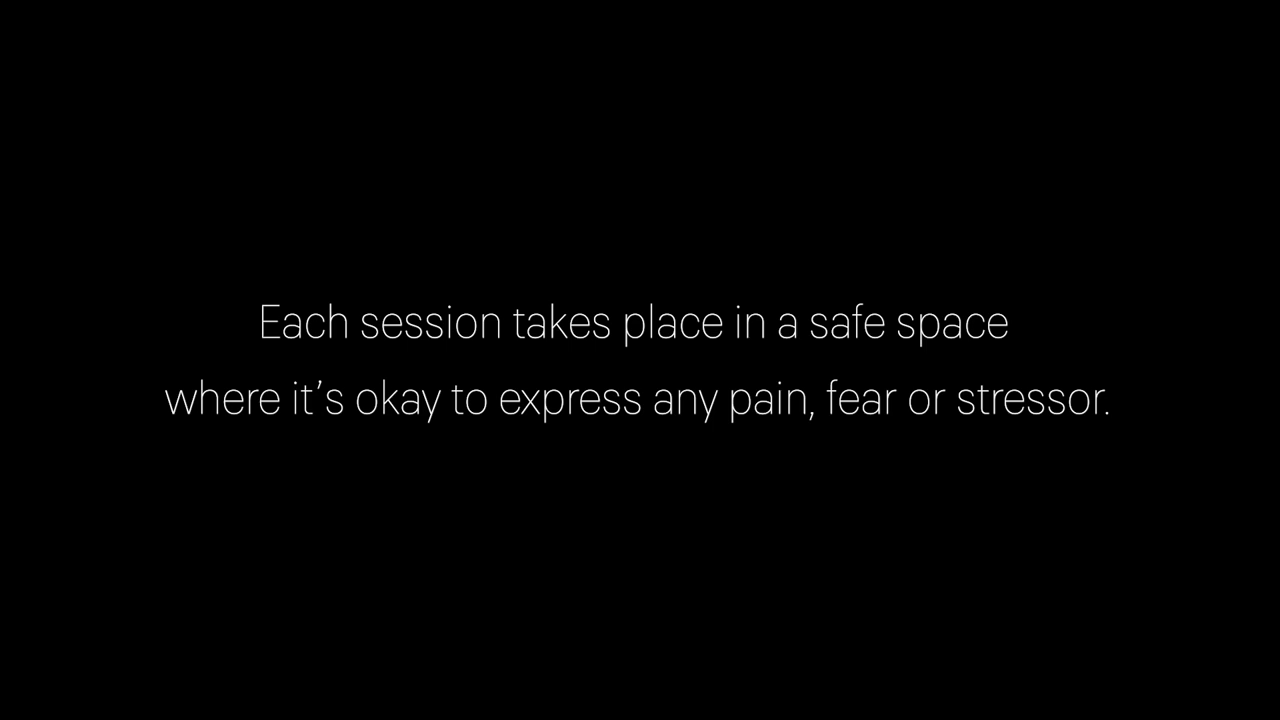 Each session takes place in a safe space
where it’s okay to express any pain, fear or stressor.